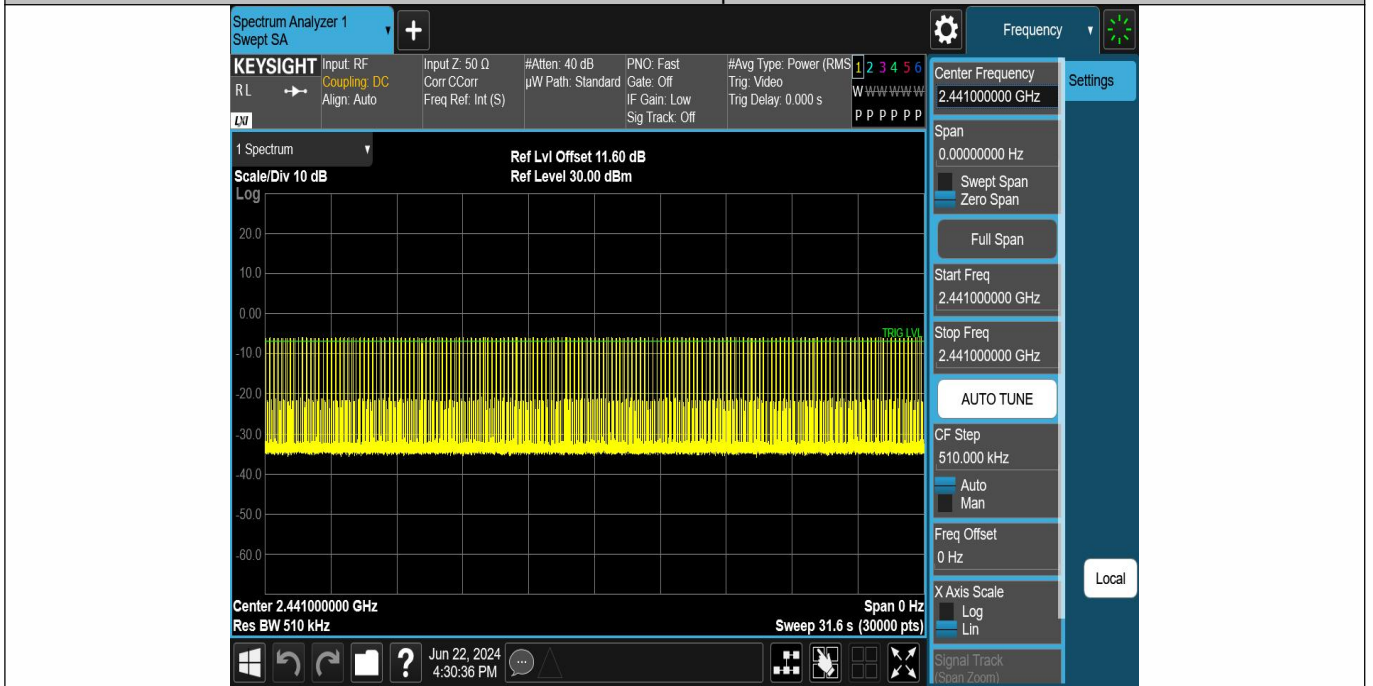 Spectrum Analyzer 1
Swept SA
+
Frequency
KEYSIGHT
RL
LXI
Input: RF
Coupling: DC
Align: Auto
Input Z: 50 Ω
Corr CCorr
Freq Ref: Int (S)
#Atten: 40 dB
µW Path: Standard
PNO: Fast
Gate: Off
IF Gain: Low
Sig Track: Off
#Avg Type: Power (RMS
Trig: Video
Trig Delay: 0.000 s
1 2 3 4 5 6
W W W W W W
P P P P P P
Center Frequency
2.441000000 GHz
Settings
Span
0.00000000 Hz
Swept Span
Zero Span
Full Span
Start Freq
2.441000000 GHz
Stop Freq
2.441000000 GHz
AUTO TUNE
CF Step
510.000 kHz
Auto
Man
Freq Offset
0 Hz
X Axis Scale
Log
Lin
Signal Track
(Span Zoom)
Local
1 Spectrum
Scale/Div 10 dB
Ref Lvl Offset 11.60 dB
Ref Level 30.00 dBm
Log
20.0
10.0
0.00
TRIG LVL
-10.0
-20.0
-30.0
-40.0
-50.0
-60.0
Center 2.441000000 GHz
Res BW 510 kHz
Span 0 Hz
Sweep 31.6 s (30000 pts)
?
Jun 22, 2024
4:30:36 PM